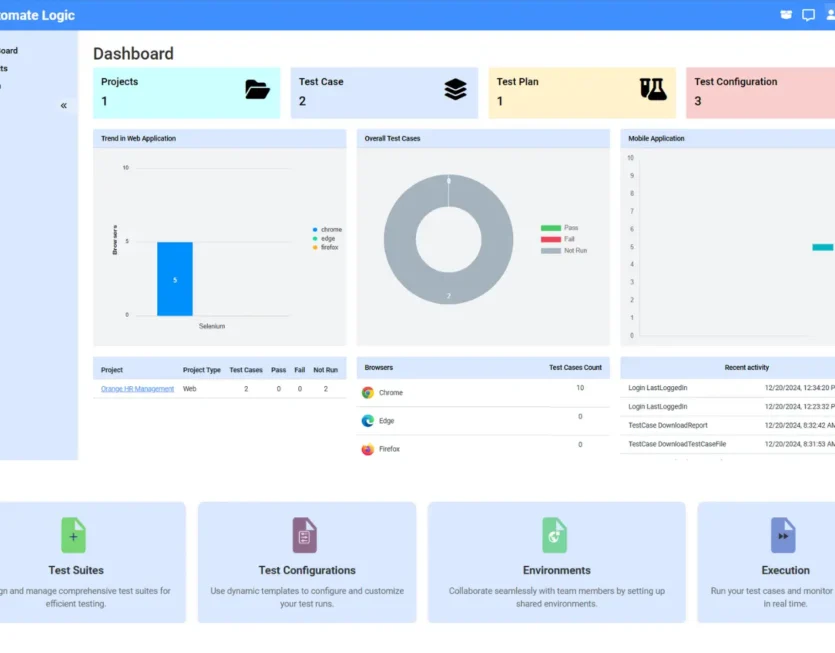 omate Logic
oard
ts
«
Dashboard
Projects
1
Test Case
2
Test Plan
1
Test Configuration
3
Trend in Web Application
10
5
0
Browsers
5
Selenium
chrome
edge
firefox
Overall Test Cases
0
2
Pass
Fail
Not Run
Mobile Application
10
9
8
7
6
5
4
3
2
1
0
Project Project Type Test Cases Pass Fail Not Run
Orange HR Management Web 2 0 0 2
Browsers Test Cases Count
Chrome 10
Edge 0
Firefox 0
Recent activity
Login LastLoggedIn 12/20/2024, 12:34:20 P
Login LastLoggedIn 12/20/2024, 12:23:32 P
TestCase DownloadReport 12/20/2024, 8:32:42 AM
TestCase DownloadTestCaseFile 12/20/2024, 8:31:53 AM
Test Suites
gn and manage comprehensive test suites for
efficient testing.
Test Configurations
Use dynamic templates to configure and customize
your test runs.
Environments
Collaborate seamlessly with team members by setting up
shared environments.
Execution
Run your test cases and monitor
in real time.